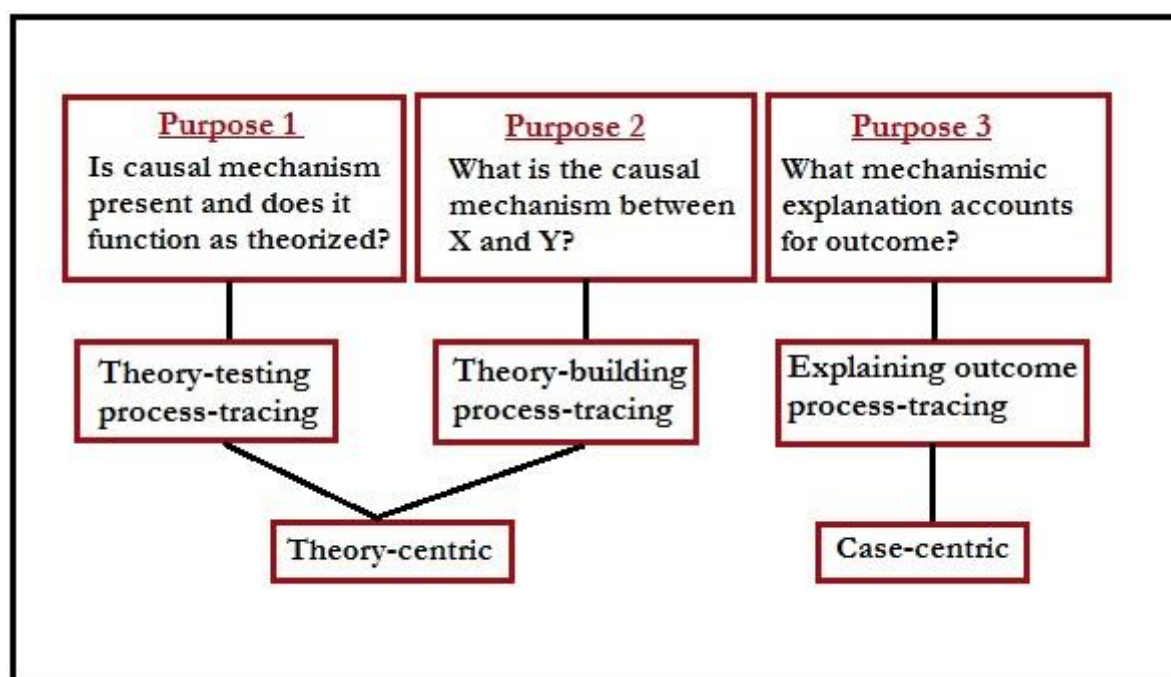 Purpose 1
Is causal mechanism
present and does it
function as theorized?
Purpose 2
What is the causal
mechanism between
X and Y?
Purpose 3
What mechanismic
explanation accounts
for outcome?
Theory-testing
process-tracing
Theory-building
process-tracing
Explaining outcome
process-tracing
Theory-centric
Case-centric